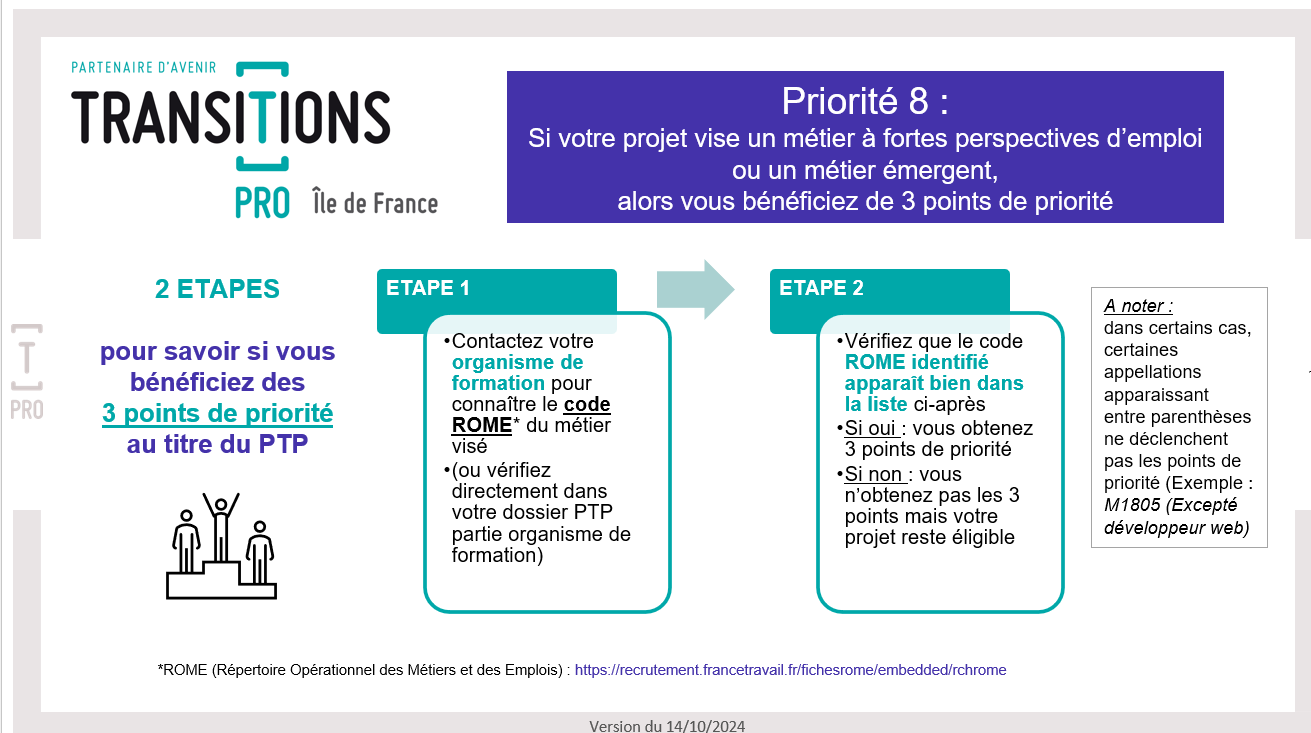 PARTENAIRE D'AVENIR
TRANSITIONS
PRO Île de France
Priorité 8 :
Si votre projet vise un métier à fortes perspectives d’emploi
ou un métier émergent,
alors vous bénéficiez de 3 points de priorité
2 ETAPES
pour savoir si vous
bénéficiez des
3 points de priorité
au titre du PTP
ETAPE 1
•Contactez votre
organisme de
formation pour
connaître le code
ROME* du métier
visé
•(ou vérifiez
directement dans
votre dossier PTP
partie organisme de
formation)
ETAPE 2
•Vérifiez que le code
ROME identifié
apparaît bien dans
la liste ci-après
•Si oui : vous obtenez
3 points de priorité
•Si non : vous
n’obtenez pas les 3
points mais votre
projet reste éligible
A noter :
dans certains cas,
certaines
appellations
apparaissant
entre parenthèses
ne déclenchent
pas les points de
priorité (Exemple :
M1805 (Excepté
développeur web)
T
PRO
*ROME (Répertoire Opérationnel des Métiers et des Emplois) : https://recrutement.francetravail.fr/fichesrome/embedded/rchrome
Version du 14/10/2024